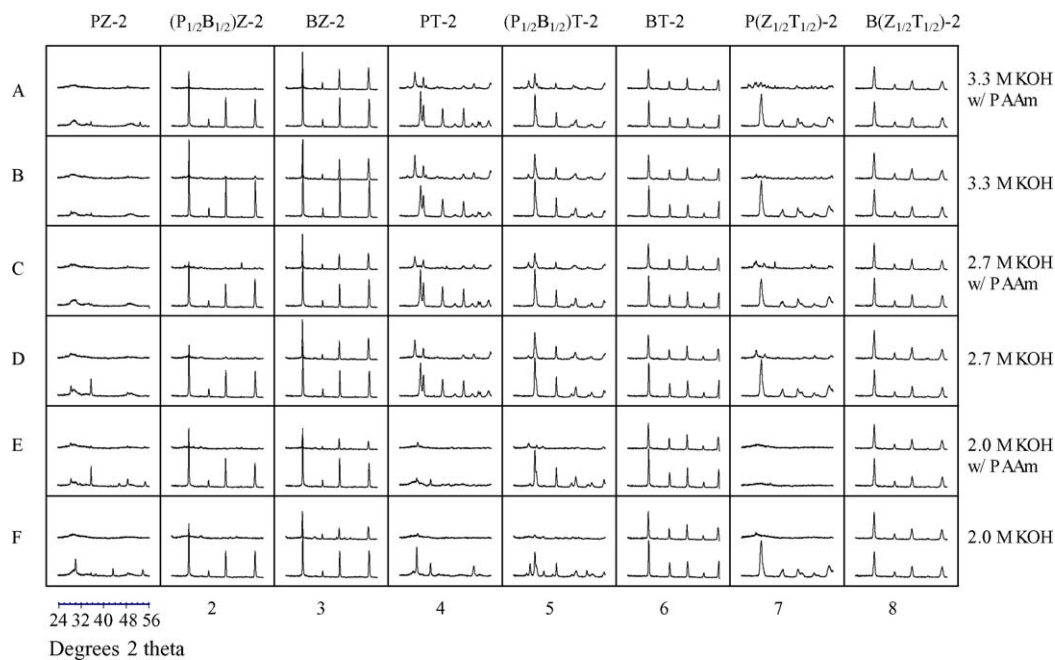 PZ-2 (P1/2B1/2)Z-2 BZ-2 PT-2 (P1/2B1/2)T-2 BT-2 P(Z1/2T1/2)-2 B(Z1/2T1/2)-2
A 3.3 M KOH
w/ PAAm
B 3.3 M KOH
C 2.7 M KOH
w/ PAAm
D 2.7 M KOH
E 2.0 M KOH
w/ PAAm
F 2.0 M KOH
24 32 40 48 56 2 3 4 5 6 7 8
Degrees 2 theta